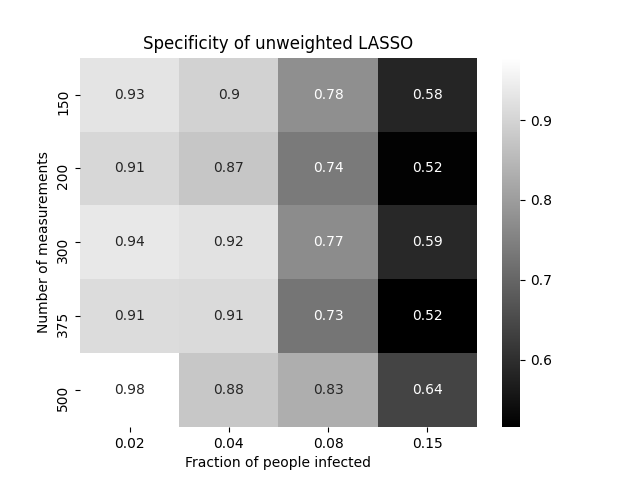 Specificity of unweighted LASSO
Number of measurements
150 0.93 0.9 0.78 0.58
200 0.91 0.87 0.74 0.52
300 0.94 0.92 0.77 0.59
375 0.91 0.91 0.73 0.52
500 0.98 0.88 0.83 0.64
0.02 0.04 0.08 0.15
Fraction of people infected
0.9
0.8
0.7
0.6